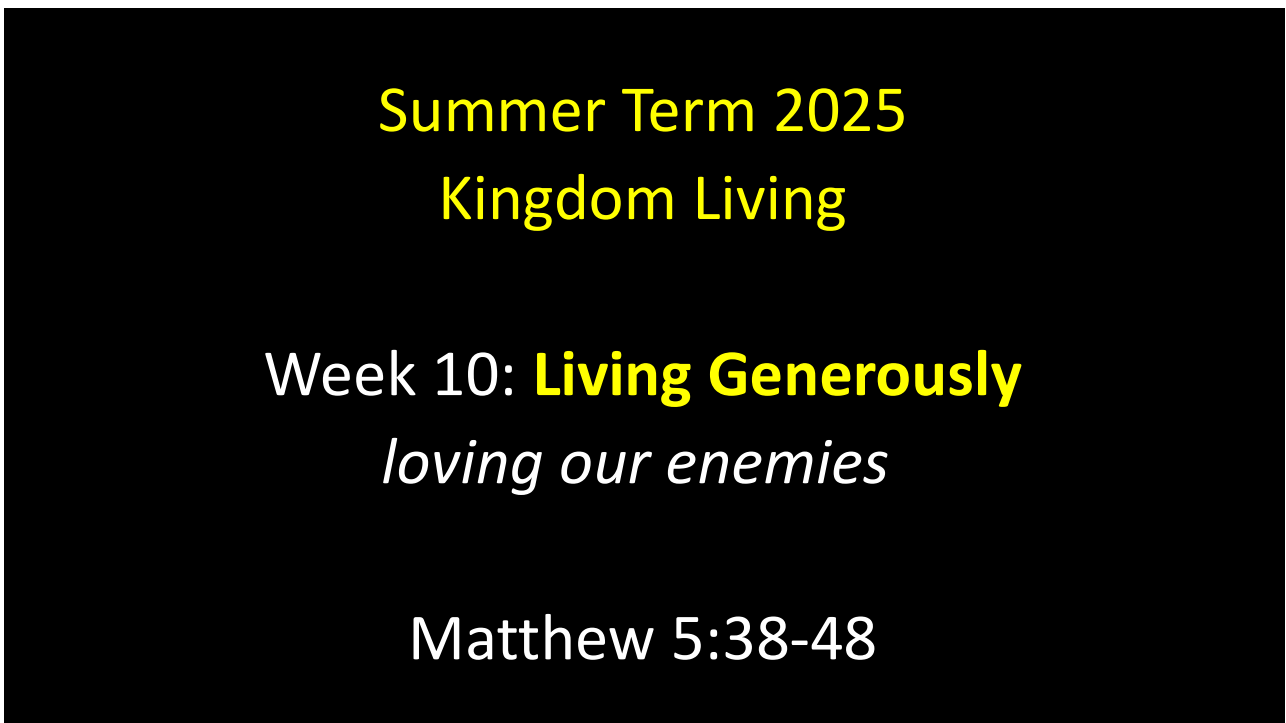 Summer Term 2025
Kingdom Living
Week 10: Living Generously
loving our enemies
Matthew 5:38-48